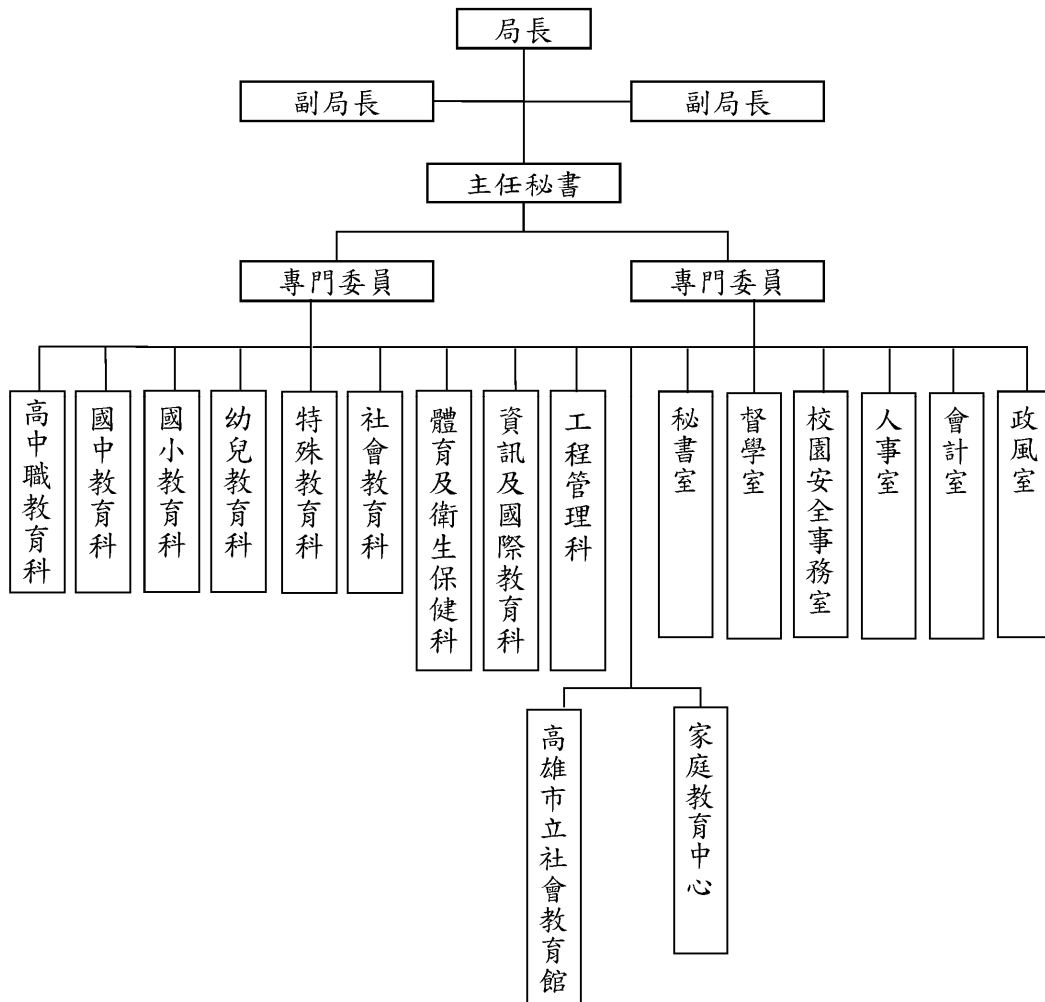 局長
副局長
副局長
主任秘書
專門委員
專門委員
高中職教育科
國中教育科
國小教育科
幼兒教育科
特殊教育科
社會教育科
體育及衛生保健科
資訊及國際教育科
工程管理科
秘書室
督學室
校園安全事務室
人事室
會計室
政風室
高雄市立社會教育館
家庭教育中心